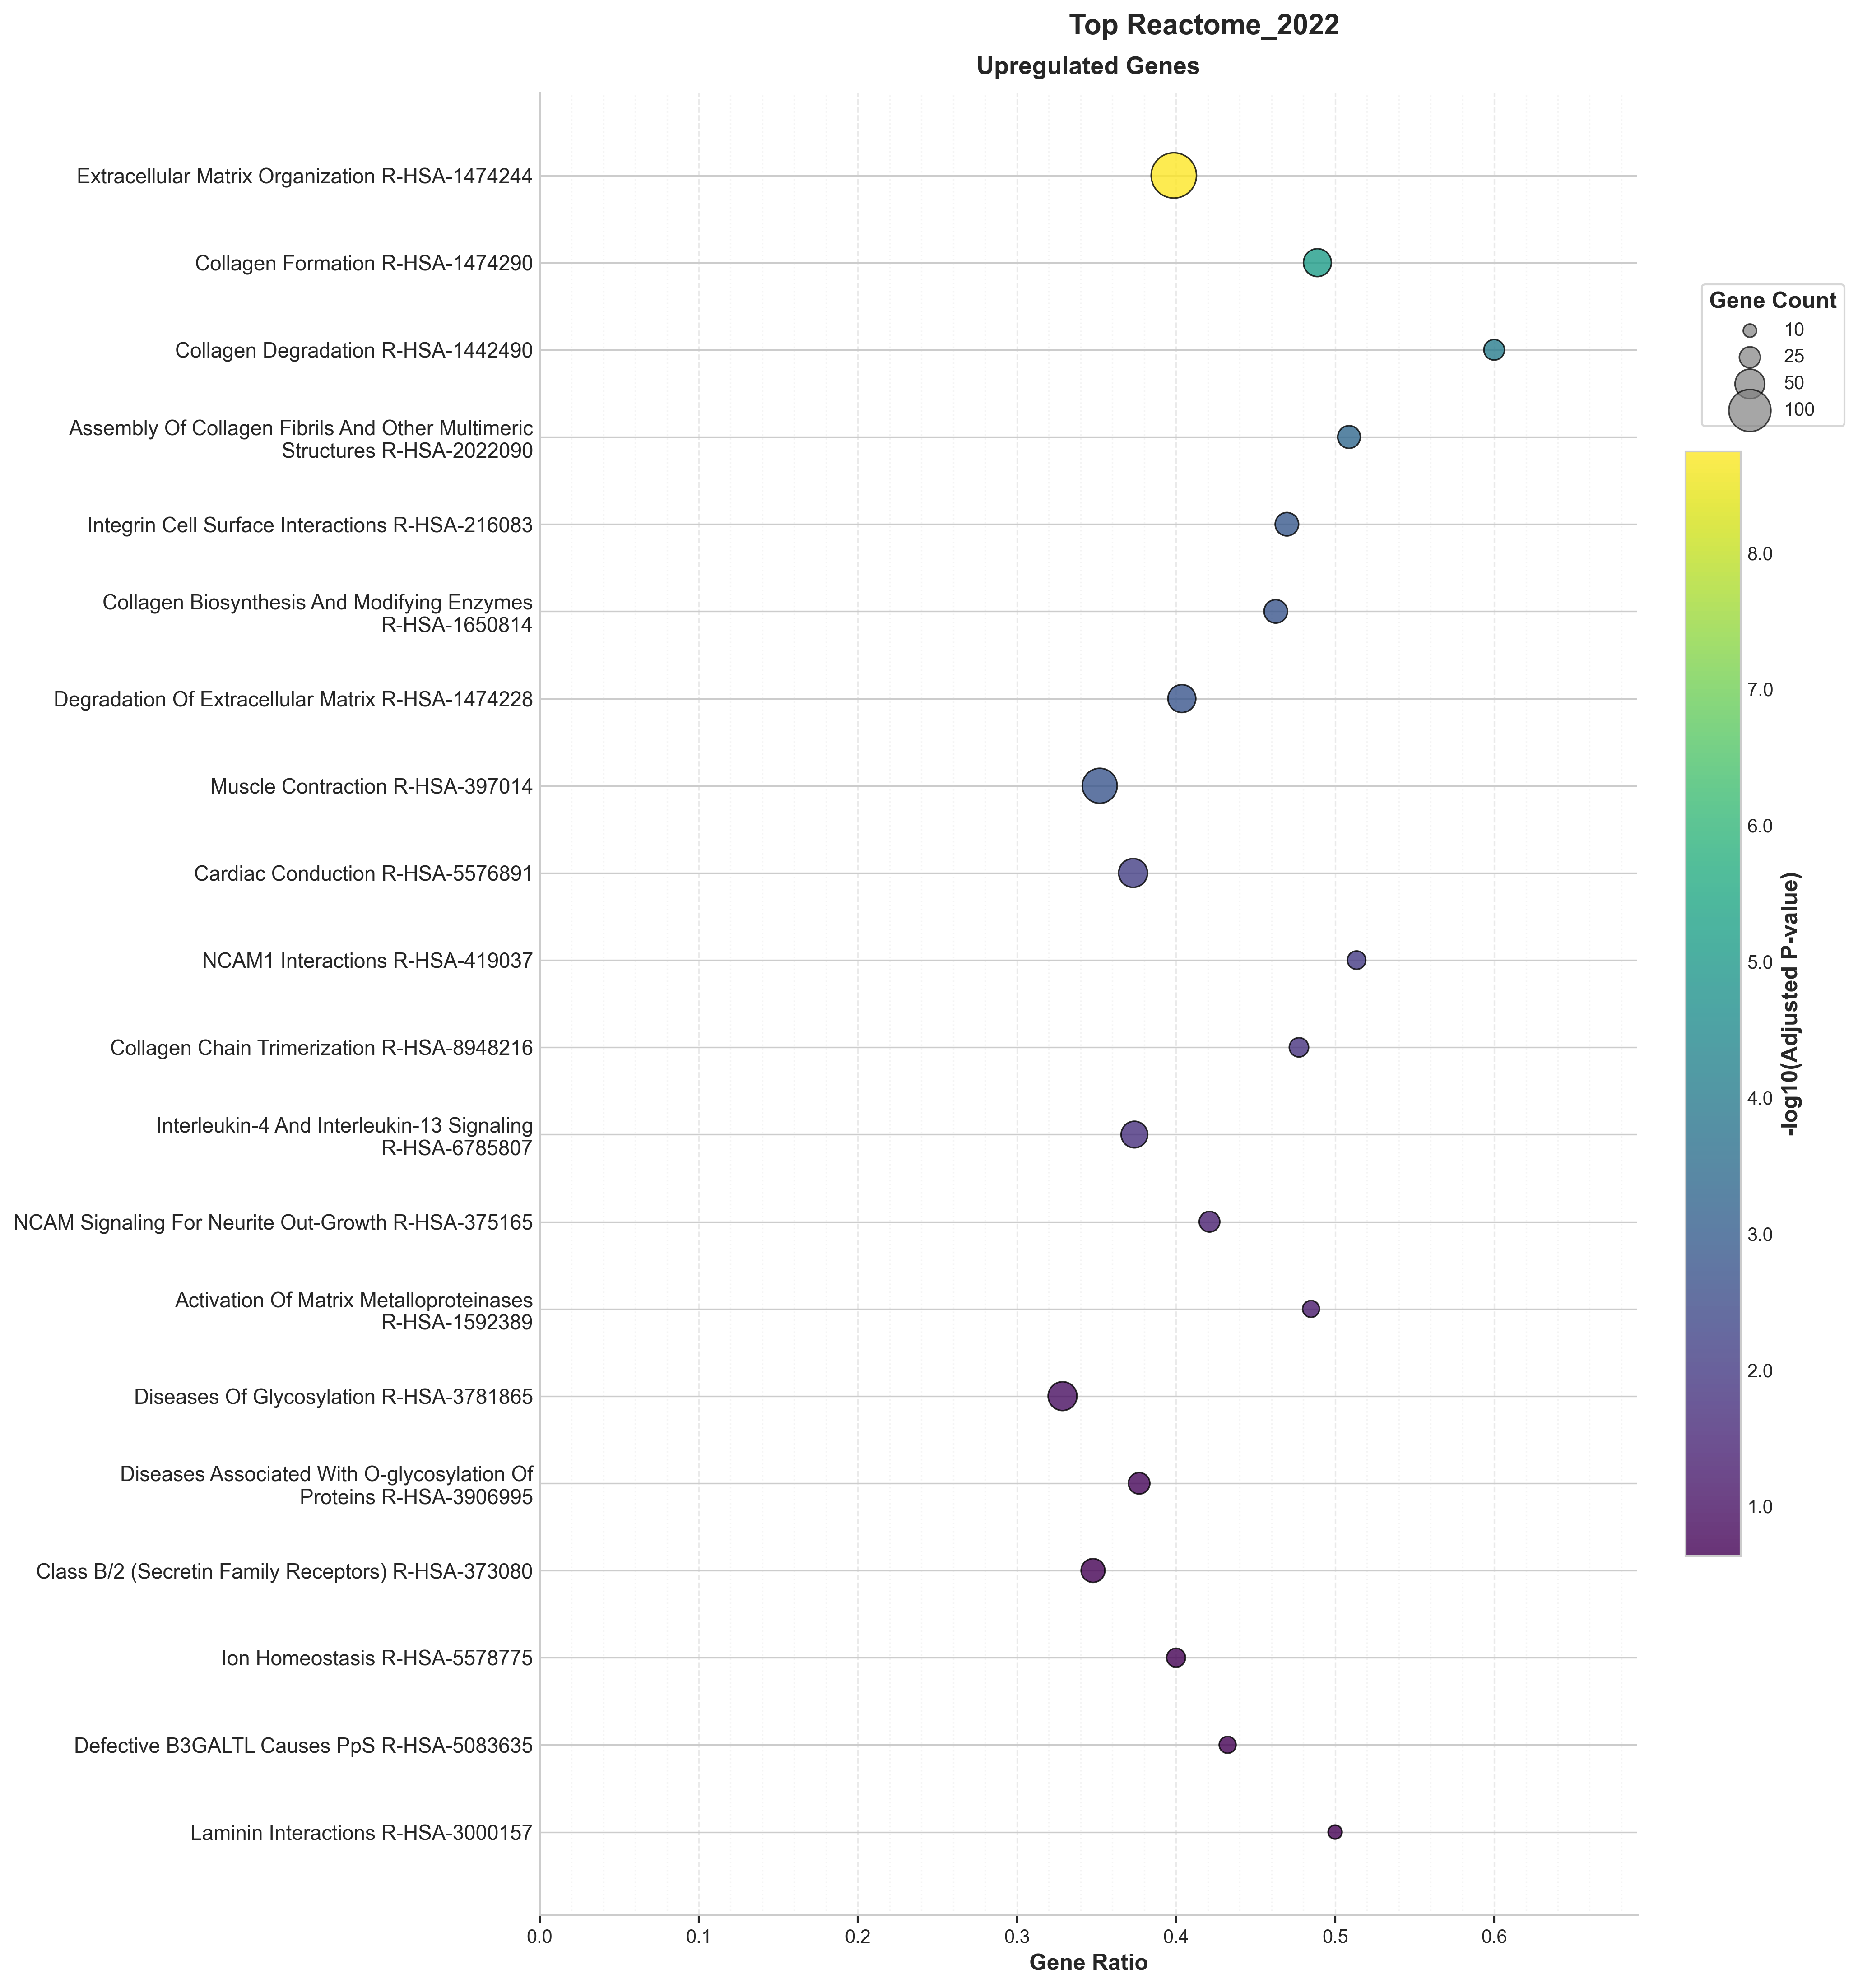 Top Reactome_2022
Upregulated Genes
Extracellular Matrix Organization R-HSA-1474244
Collagen Formation R-HSA-1474290
Collagen Degradation R-HSA-1442490
Assembly Of Collagen Fibrils And Other Multimeric
Structures R-HSA-2022090
Integrin Cell Surface Interactions R-HSA-216083
Collagen Biosynthesis And Modifying Enzymes
R-HSA-1650814
Degradation Of Extracellular Matrix R-HSA-1474228
Muscle Contraction R-HSA-397014
Cardiac Conduction R-HSA-5576891
NCAM1 Interactions R-HSA-419037
Collagen Chain Trimerization R-HSA-8948216
Interleukin-4 And Interleukin-13 Signaling
R-HSA-6785807
NCAM Signaling For Neurite Out-Growth R-HSA-375165
Activation Of Matrix Metalloproteinases
R-HSA-1592389
Diseases Of Glycosylation R-HSA-3781865
Diseases Associated With O-glycosylation Of
Proteins R-HSA-3906995
Class B/2 (Secretin Family Receptors) R-HSA-373080
Ion Homeostasis R-HSA-5578775
Defective B3GALTL Causes PpS R-HSA-5083635
Laminin Interactions R-HSA-3000157
0.0 0.1 0.2 0.3 0.4 0.5 0.6
Gene Ratio
Gene Count
10
25
50
100
8.0
7.0
6.0
5.0
4.0
3.0
2.0
1.0
-log10(Adjusted P-value)